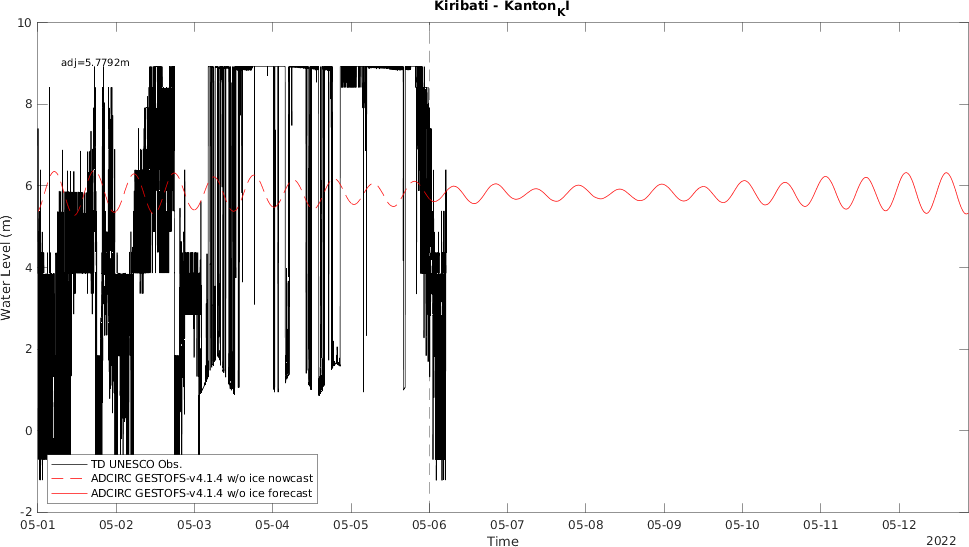 Kiribati - Kanton_KI
adj=5.7792m
10
8
6
4
2
0
-2
Water Level (m)
TD UNESCO Obs.
ADCIRC GESTOFS-v4.1.4 w/o ice nowcast
ADCIRC GESTOFS-v4.1.4 w/o ice forecast
05-01 05-02 05-03 05-04 05-05 05-06 05-07 05-08 05-09 05-10 05-11 05-12
Time
2022